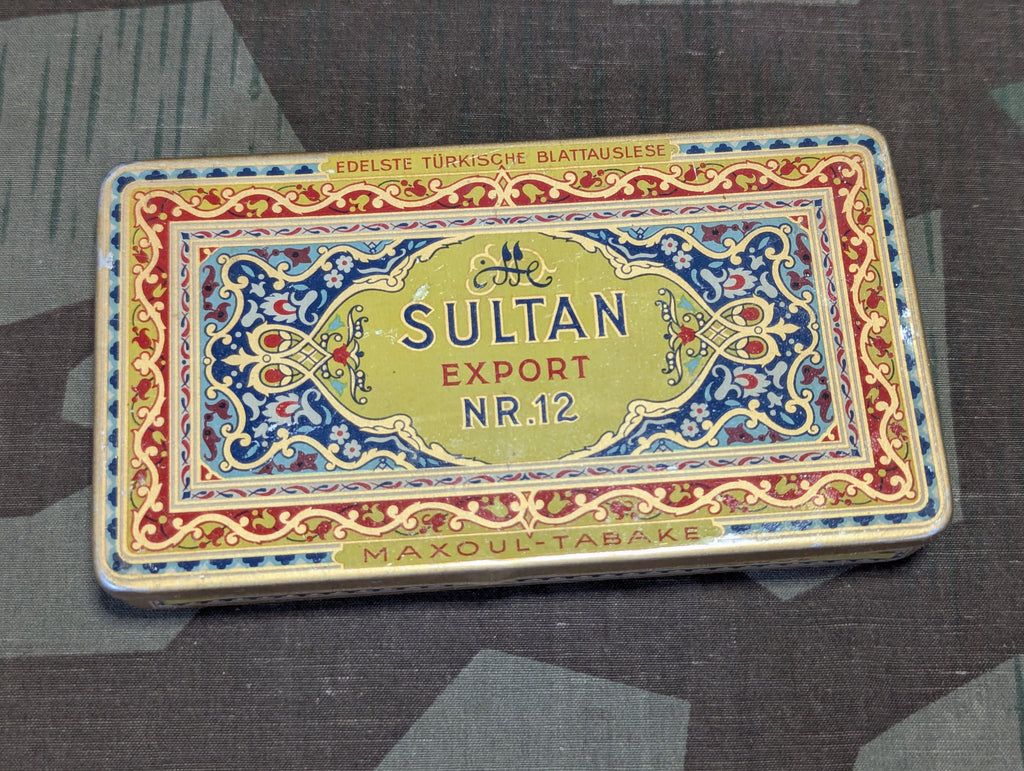 EDELSTE TÜRKISCHE BLATTAUSLESE
SULTAN
EXPORT
NR.12
MAXOUL-TABAKE